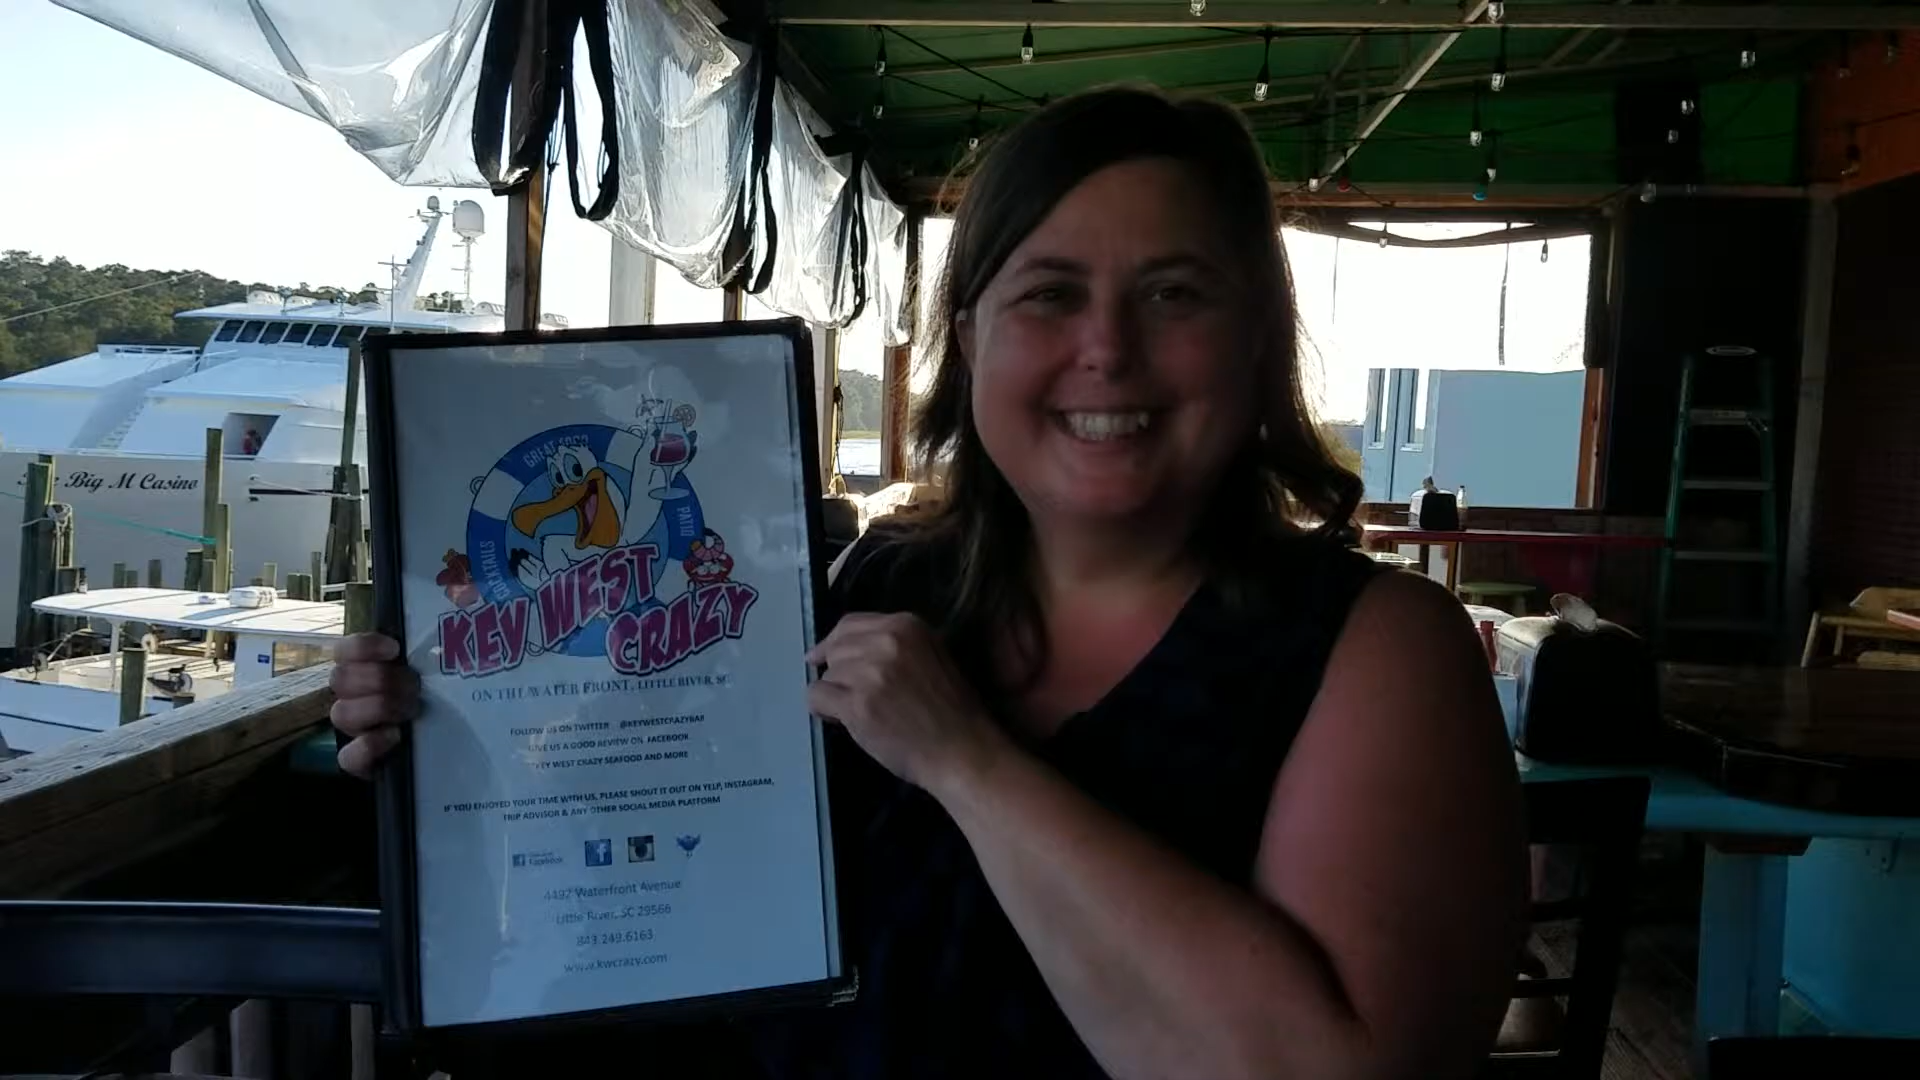 Big M Casino
GREAT FOOD
COCKTAILS
PATIO
KEY WEST
CRAZY
ON THE WATER FRONT, LITTLE RIVER, SC
FOLLOW US ON TWITTER @KEYWESTCRAZYBAR
GIVE US A GOOD REVIEW ON FACEBOOK
KEY WEST CRAZY SEAFOOD AND MORE
IF YOU ENJOYED YOUR TIME WITH US, PLEASE SHOUT IT OUT ON YELP, INSTAGRAM,
TRIP ADVISOR & ANY OTHER SOCIAL MEDIA PLATFORM
Facebook
4492 Waterfront Avenue
Little River, SC 29566
843.249.6163
www.kwcrazy.com